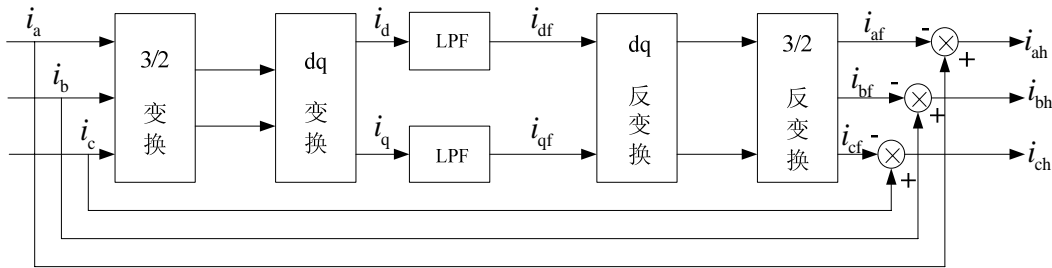 i_a
i_b
i_c
3/2
变
换
dq
变
换
i_d
i_q
LPF
LPF
i_df
i_qf
dq
反
变
换
3/2
反
变
换
i_af
i_bf
i_cf
-
+
-
+
-
+
i_ah
i_bh
i_ch